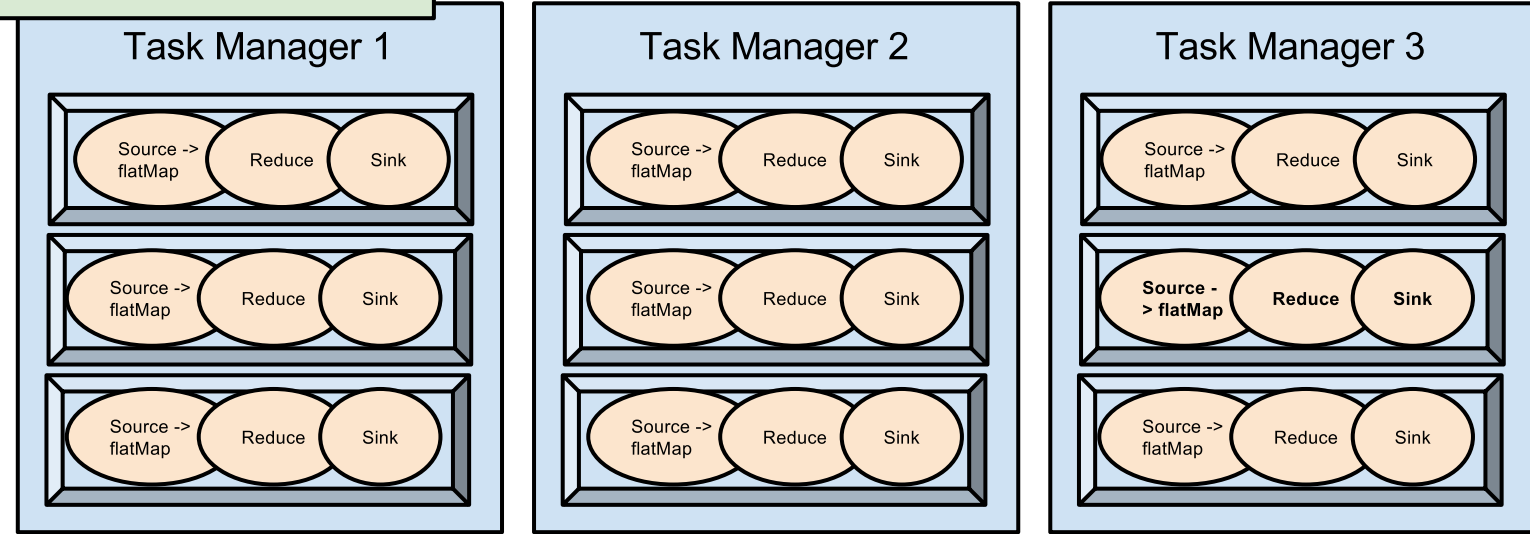 Task Manager 1
Task Manager 2
Task Manager 3
Source ->
flatMap
Reduce
Sink
Source ->
flatMap
Reduce
Sink
Source ->
flatMap
Reduce
Sink
Source ->
flatMap
Reduce
Sink
Source ->
flatMap
Reduce
Sink
Source -
> flatMap
Reduce
Sink
Source ->
flatMap
Reduce
Sink
Source ->
flatMap
Reduce
Sink
Source ->
flatMap
Reduce
Sink